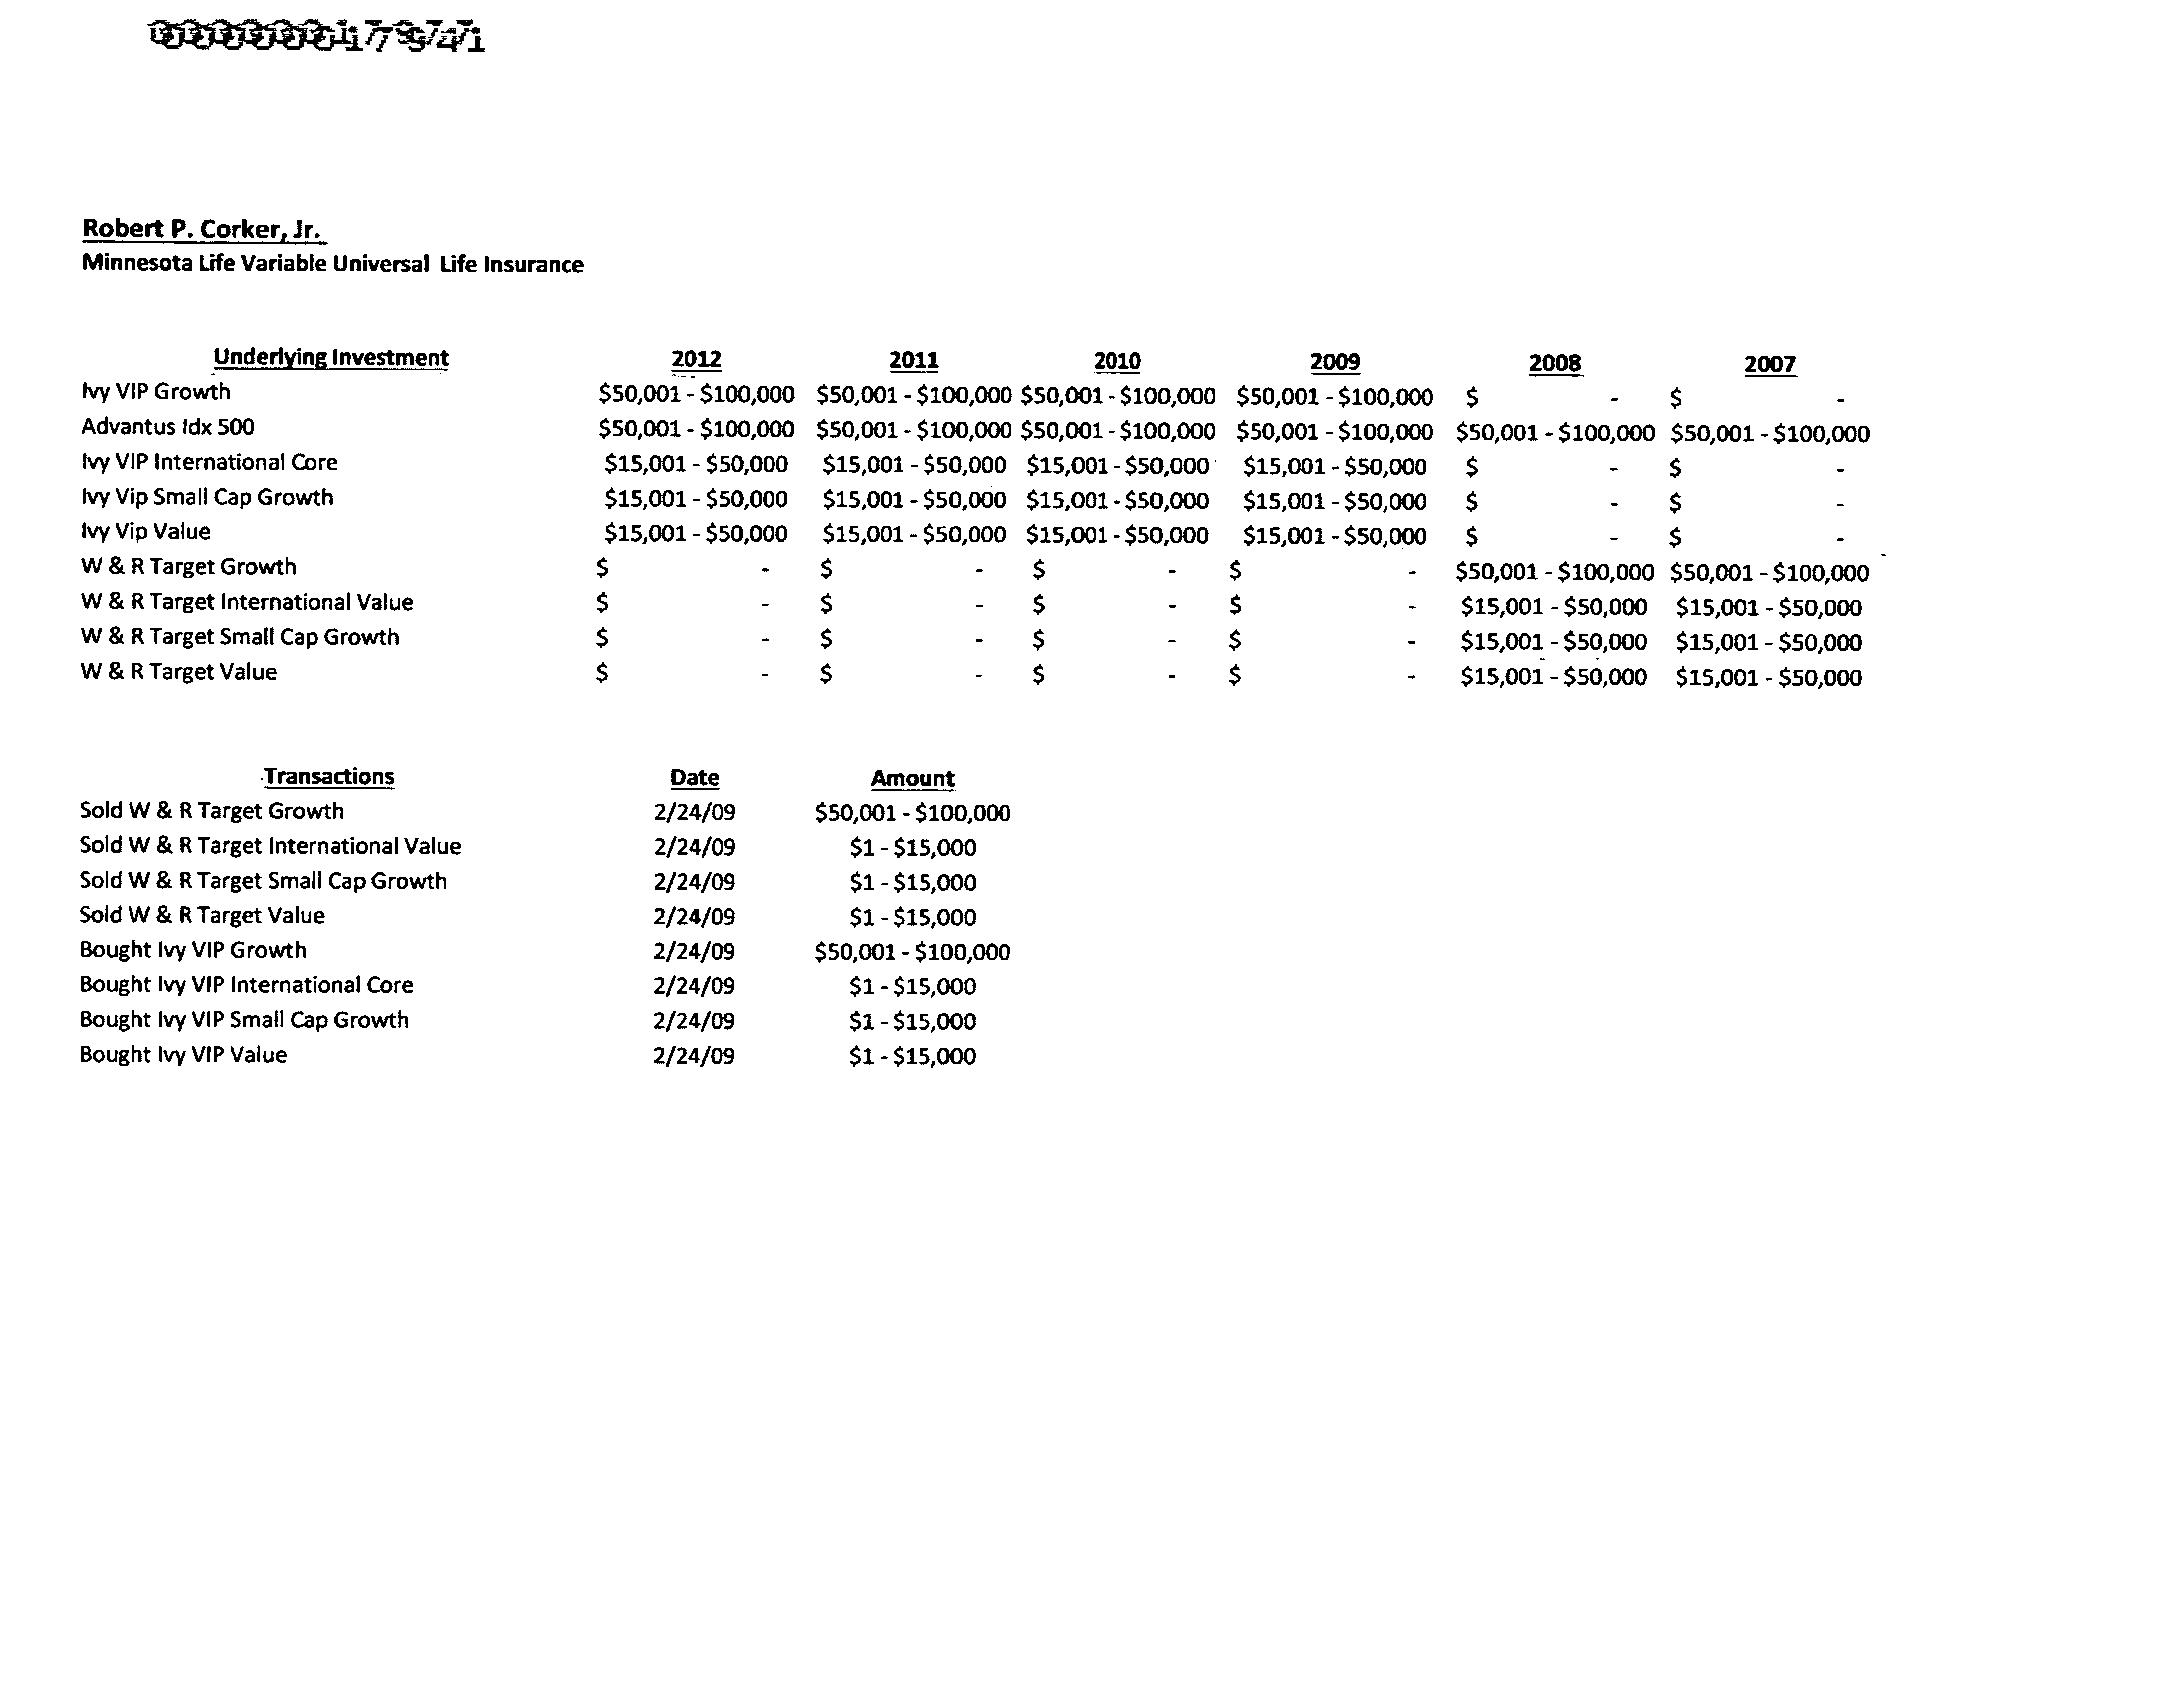 Robert P. Corker, Jr.
Minnesota Life Variable Universal Life Insurance
Underlying Investment 2012 2011 2010 2009 2008 2007
Ivy VIP Growth $50,001 - $100,000 $50,001 - $100,000 $50,001 - $100,000 $50,001 - $100,000 $ - $ -
Advantus Idx 500 $50,001 - $100,000 $50,001 - $100,000 $50,001 - $100,000 $50,001 - $100,000 $50,001 - $100,000 $50,001 - $100,000
Ivy VIP International Core $15,001 - $50,000 $15,001 - $50,000 $15,001 - $50,000 $15,001 - $50,000 $ - $ -
Ivy Vip Small Cap Growth $15,001 - $50,000 $15,001 - $50,000 $15,001 - $50,000 $15,001 - $50,000 $ - $ -
Ivy Vip Value $15,001 - $50,000 $15,001 - $50,000 $15,001 - $50,000 $15,001 - $50,000 $ - $ -
W & R Target Growth $ - $ - $ - $ - $50,001 - $100,000 $50,001 - $100,000
W & R Target International Value $ - $ - $ - $ - $15,001 - $50,000 $15,001 - $50,000
W & R Target Small Cap Growth $ - $ - $ - $ - $15,001 - $50,000 $15,001 - $50,000
W & R Target Value $ - $ - $ - $ - $15,001 - $50,000 $15,001 - $50,000
Transactions Date Amount
Sold W & R Target Growth 2/24/09 $50,001 - $100,000
Sold W & R Target International Value 2/24/09 $1 - $15,000
Sold W & R Target Small Cap Growth 2/24/09 $1 - $15,000
Sold W & R Target Value 2/24/09 $1 - $15,000
Bought Ivy VIP Growth 2/24/09 $50,001 - $100,000
Bought Ivy VIP International Core 2/24/09 $1 - $15,000
Bought Ivy VIP Small Cap Growth 2/24/09 $1 - $15,000
Bought Ivy VIP Value 2/24/09 $1 - $15,000